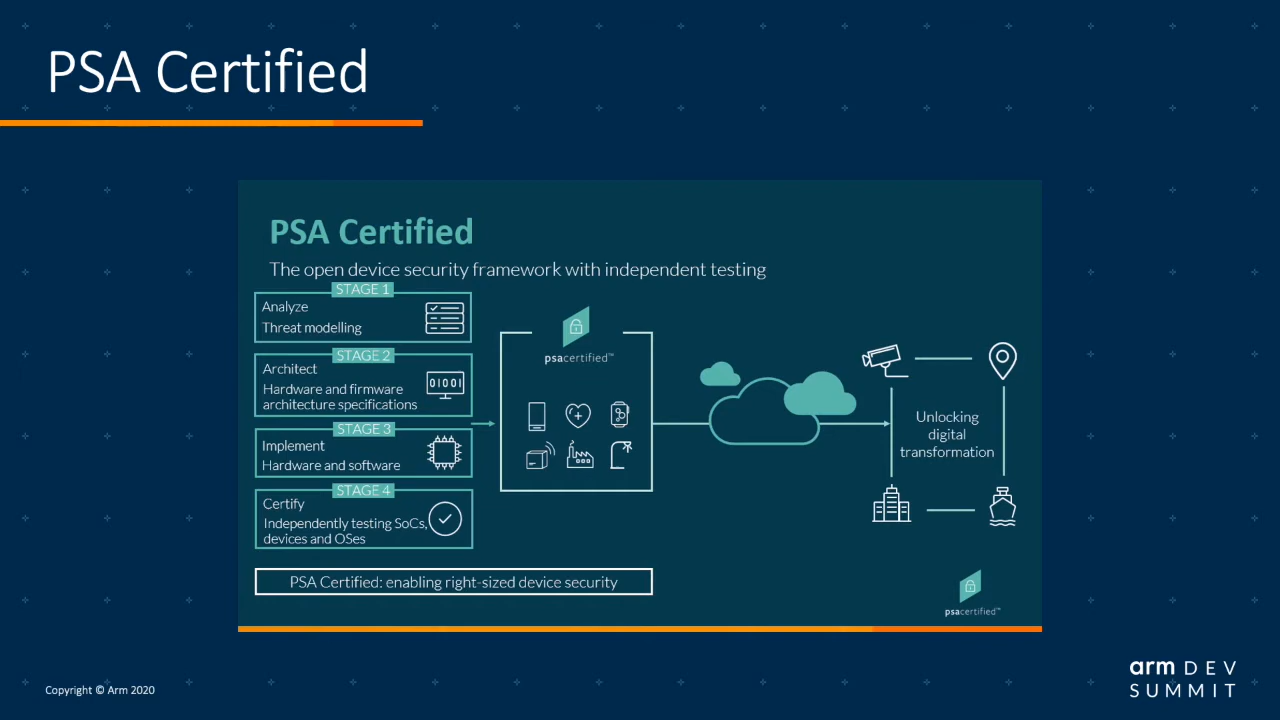 PSA Certified
PSA Certified
The open device security framework with independent testing
STAGE 1
Analyze
Threat modelling
STAGE 2
Architect
Hardware and firmware
architecture specifications
01001
STAGE 3
Implement
Hardware and software
STAGE 4
Certify
Independently testing SoCs,
devices and OSes
psacertified™
Unlocking
digital
transformation
PSA Certified: enabling right-sized device security
psacertified™
Copyright © Arm 2020
arm DEV
SUMMIT